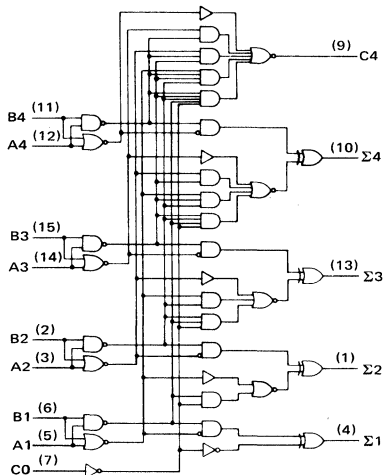 (9)
C4
B4 (11)
A4 (12)
(10)
Σ4
B3 (15)
A3 (14)
(13)
Σ3
B2 (2)
A2 (3)
(1)
Σ2
B1 (6)
A1 (5)
(4)
Σ1
C0 (7)